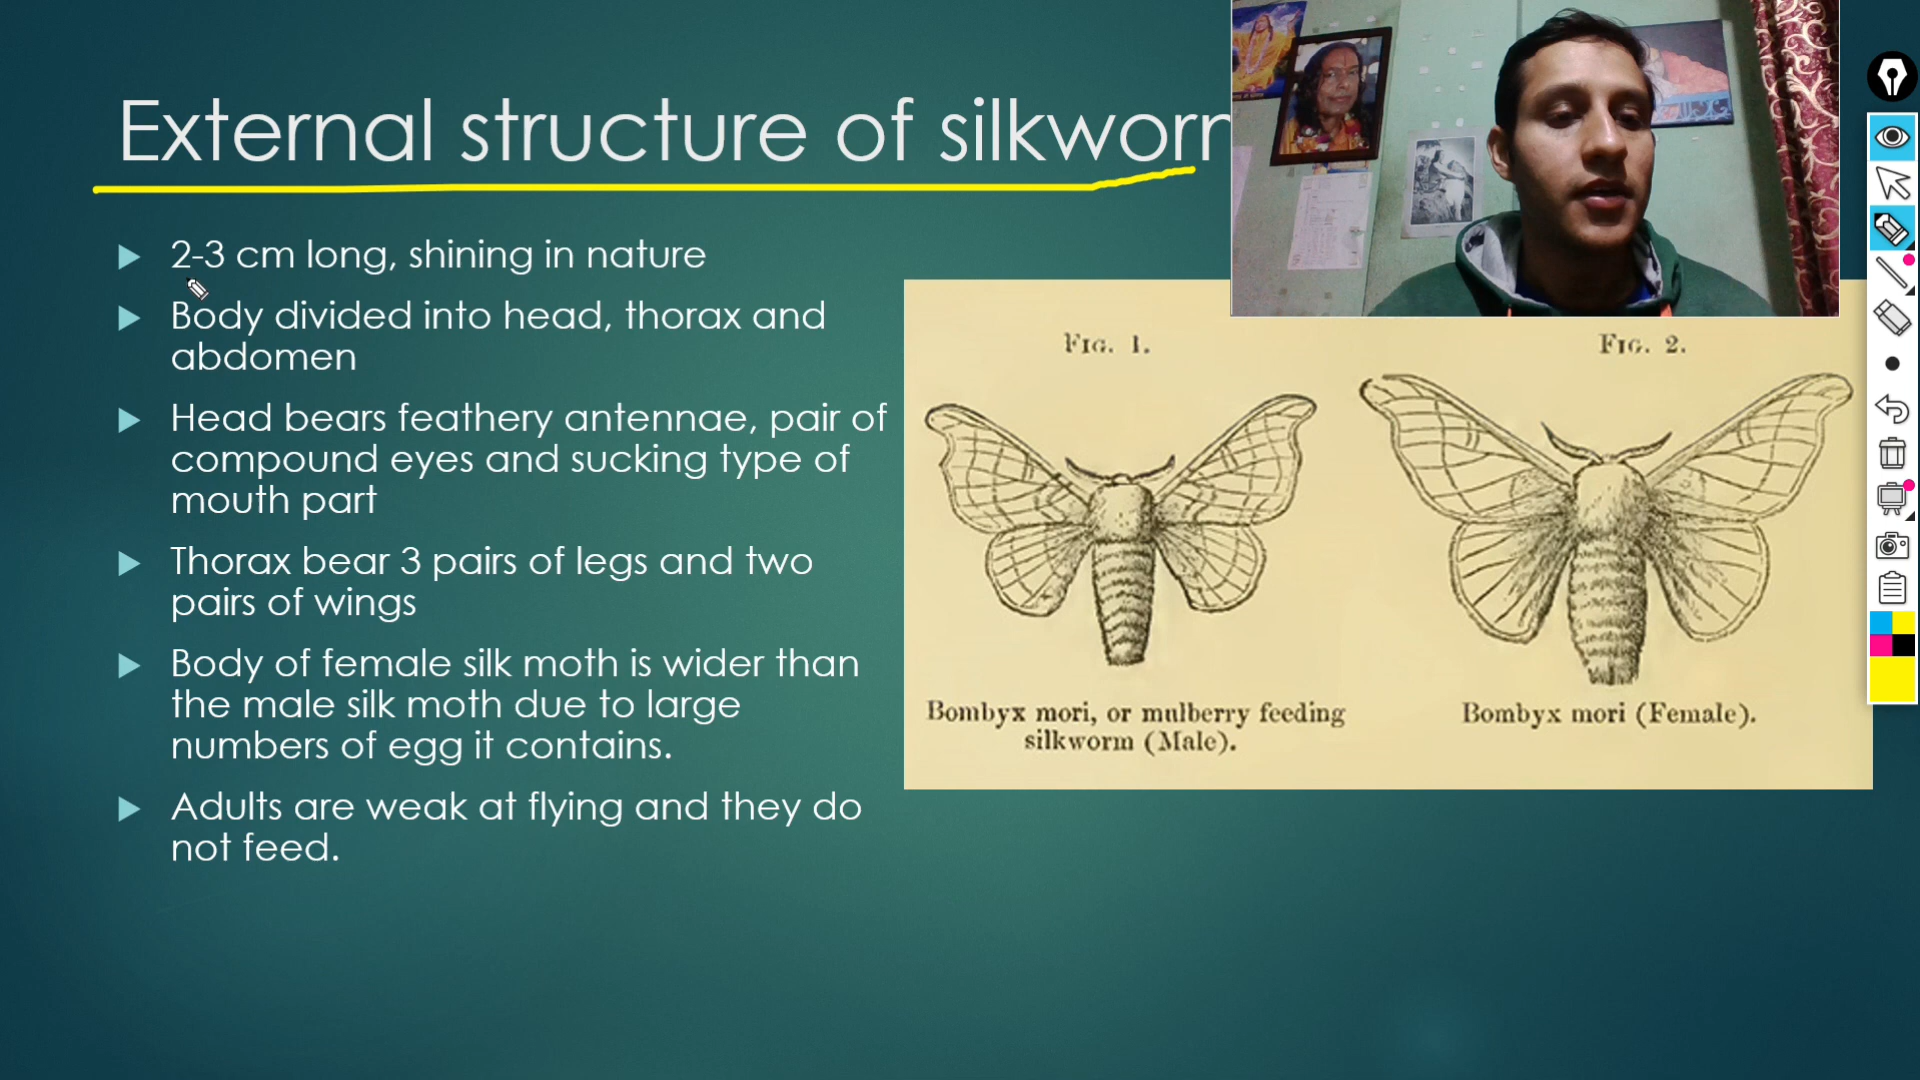 External structure of silkworm
2-3 cm long, shining in nature
Body divided into head, thorax and
abdomen
Head bears feathery antennae, pair of
compound eyes and sucking type of
mouth part
Thorax bear 3 pairs of legs and two
pairs of wings
Body of female silk moth is wider than
the male silk moth due to large
numbers of egg it contains.
Adults are weak at flying and they do
not feed.
FIG. 1.
FIG. 2.
Bombyx mori, or mulberry feeding
silkworm (Male).
Bombyx mori (Female).